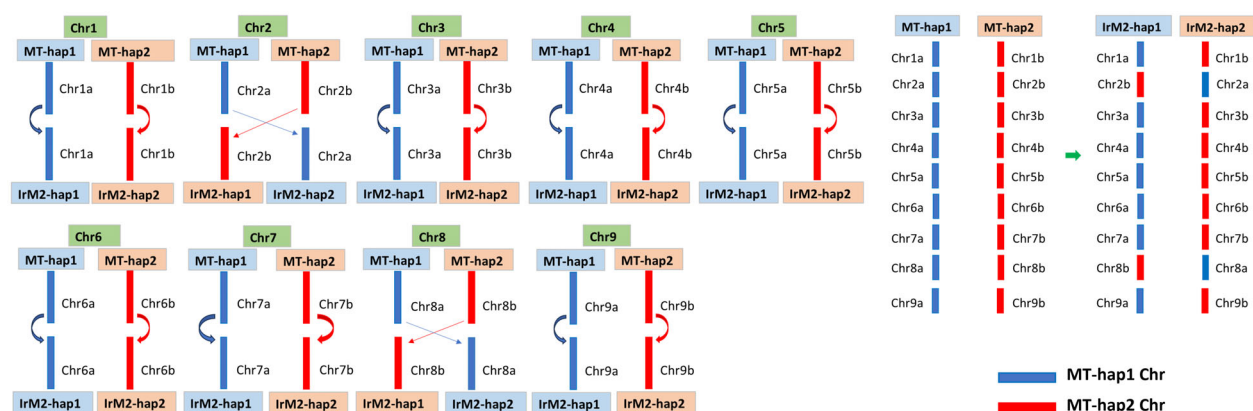 Chr1 Chr2 Chr3 Chr4 Chr5
MT-hap1 MT-hap2 MT-hap1 MT-hap2 MT-hap1 MT-hap2 MT-hap1 MT-hap2 MT-hap1 MT-hap2
Chr1a Chr1b Chr2a Chr2b Chr3a Chr3b Chr4a Chr4b Chr5a Chr5b
Chr1a Chr1b Chr2b Chr2a Chr3a Chr3b Chr4a Chr4b Chr5a Chr5b
IrM2-hap1 IrM2-hap2 IrM2-hap1 IrM2-hap2 IrM2-hap1 IrM2-hap2 IrM2-hap1 IrM2-hap2 IrM2-hap1 IrM2-hap2
Chr6 Chr7 Chr8 Chr9
MT-hap1 MT-hap2 MT-hap1 MT-hap2 MT-hap1 MT-hap2 MT-hap1 MT-hap2
Chr6a Chr6b Chr7a Chr7b Chr8a Chr8b Chr9a Chr9b
Chr6a Chr6b Chr7a Chr7b Chr8b Chr8a Chr9a Chr9b
IrM2-hap1 IrM2-hap2 IrM2-hap1 IrM2-hap2 IrM2-hap1 IrM2-hap2 IrM2-hap1 IrM2-hap2
MT-hap1 MT-hap2 IrM2-hap1 IrM2-hap2
Chr1a Chr1b Chr1a Chr1b
Chr2a Chr2b Chr2b Chr2a
Chr3a Chr3b Chr3a Chr3b
Chr4a Chr4b Chr4a Chr4b
Chr5a Chr5b Chr5a Chr5b
Chr6a Chr6b Chr6a Chr6b
Chr7a Chr7b Chr7a Chr7b
Chr8a Chr8b Chr8b Chr8a
Chr9a Chr9b Chr9a Chr9b
MT-hap1 Chr
MT-hap2 Chr